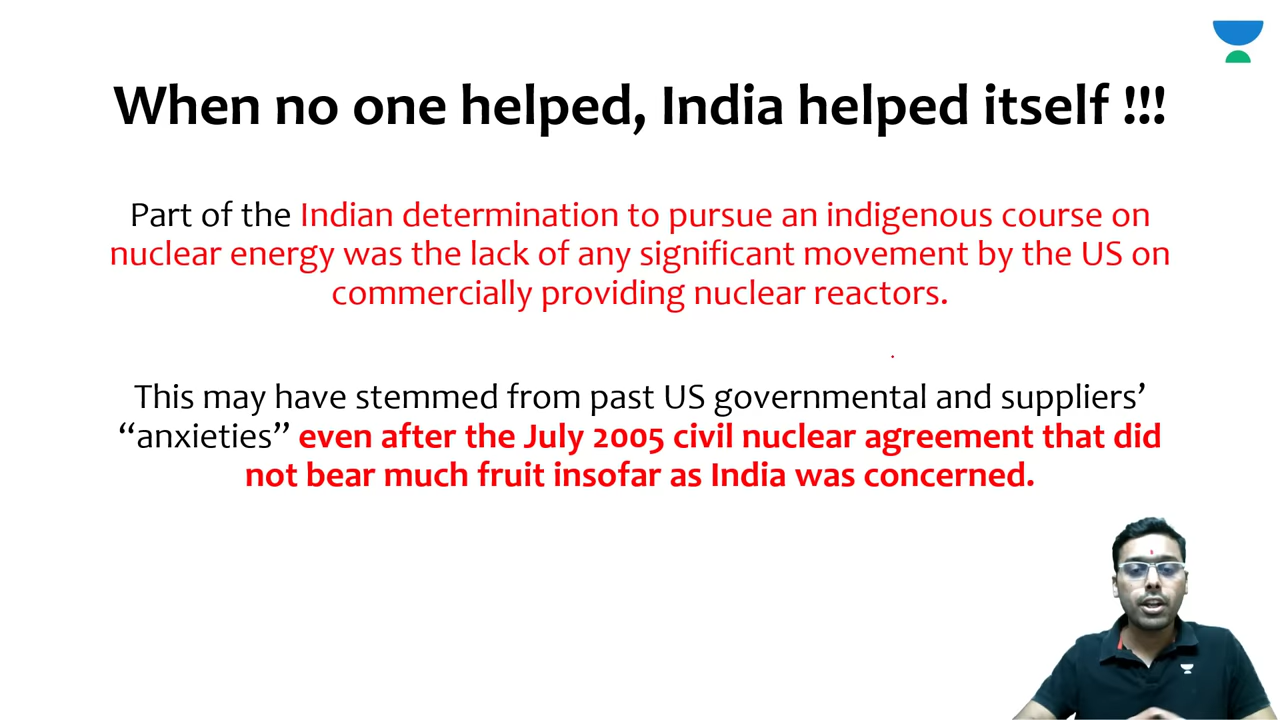 When no one helped, India helped itself !!!
Part of the Indian determination to pursue an indigenous course on
nuclear energy was the lack of any significant movement by the US on
commercially providing nuclear reactors.
This may have stemmed from past US governmental and suppliers’
“anxieties” even after the July 2005 civil nuclear agreement that did
not bear much fruit insofar as India was concerned.